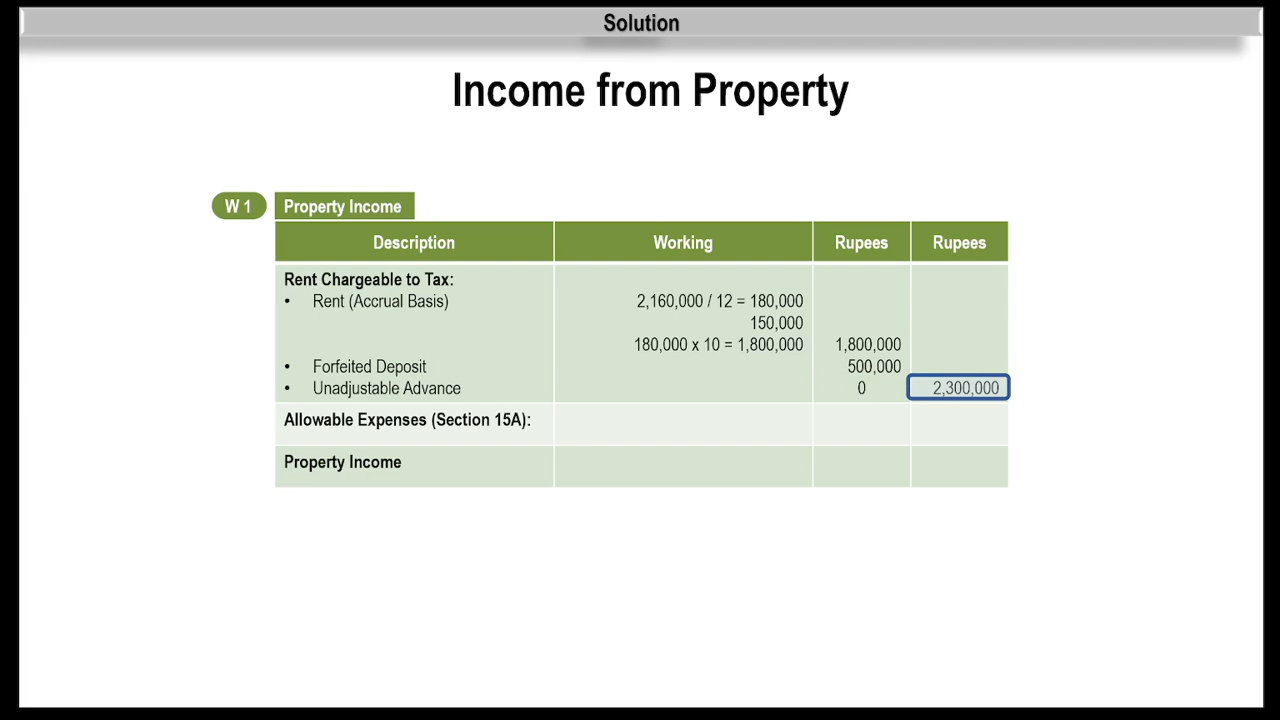 Solution
Income from Property
W 1 Property Income
Description Working Rupees Rupees
Rent Chargeable to Tax:
• Rent (Accrual Basis) 2,160,000 / 12 = 180,000
150,000
180,000 x 10 = 1,800,000 1,800,000
• Forfeited Deposit 500,000
• Unadjustable Advance 0 2,300,000
Allowable Expenses (Section 15A):
Property Income